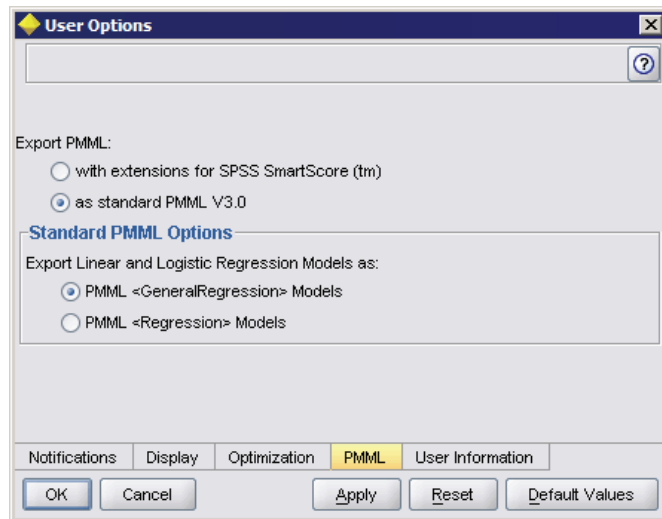 User Options
Export PMML:
with extensions for SPSS SmartScore (tm)
as standard PMML V3.0
Standard PMML Options
Export Linear and Logistic Regression Models as:
PMML <GeneralRegression> Models
PMML <Regression> Models
Notifications Display Optimization PMML User Information
OK Cancel Apply Reset Default Values